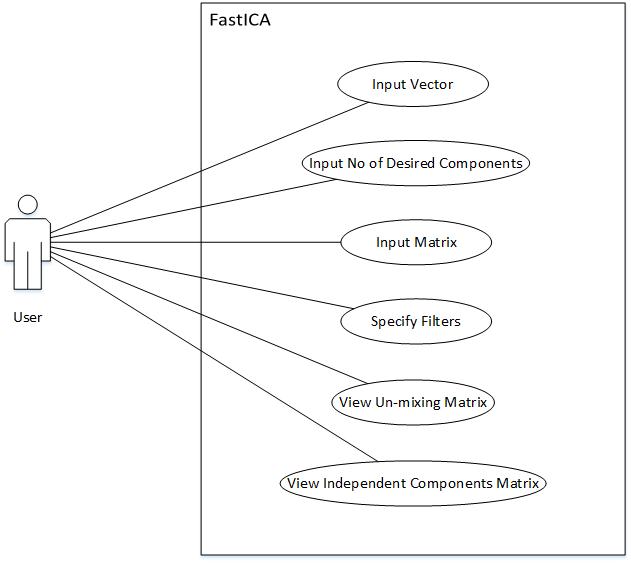 FastICA
Input Vector
Input No of Desired Components
Input Matrix
Specify Filters
User
View Un-mixing Matrix
View Independent Components Matrix